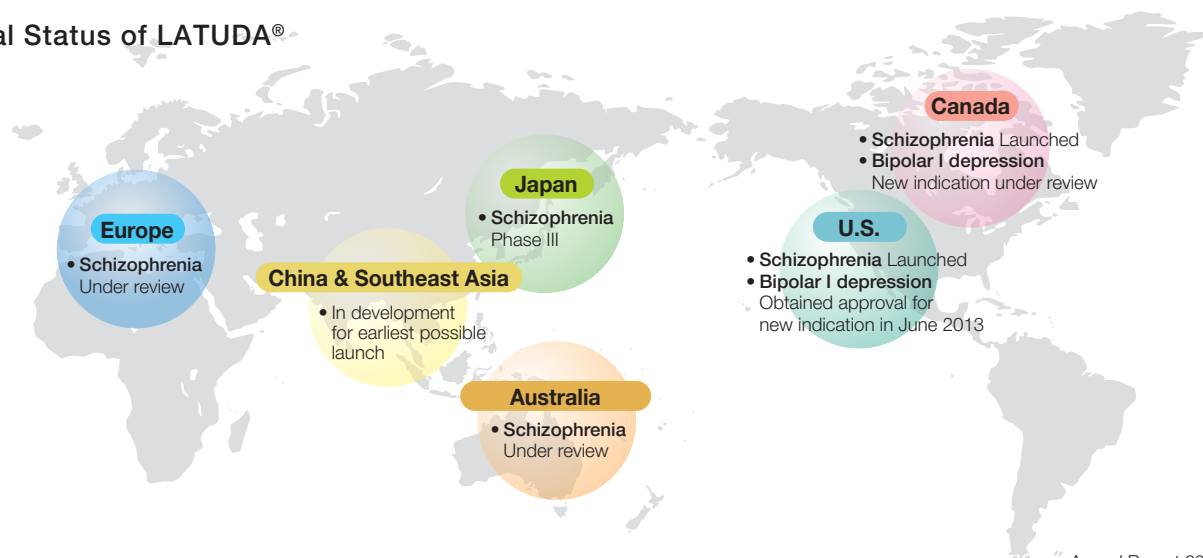 al Status of LATUDA®
Canada
• Schizophrenia Launched
• Bipolar I depression
New indication under review
Japan
• Schizophrenia
Phase III
U.S.
• Schizophrenia Launched
• Bipolar I depression
Obtained approval for
new indication in June 2013
Europe
• Schizophrenia
Under review
China & Southeast Asia
• In development
for earliest possible
launch
Australia
• Schizophrenia
Under review